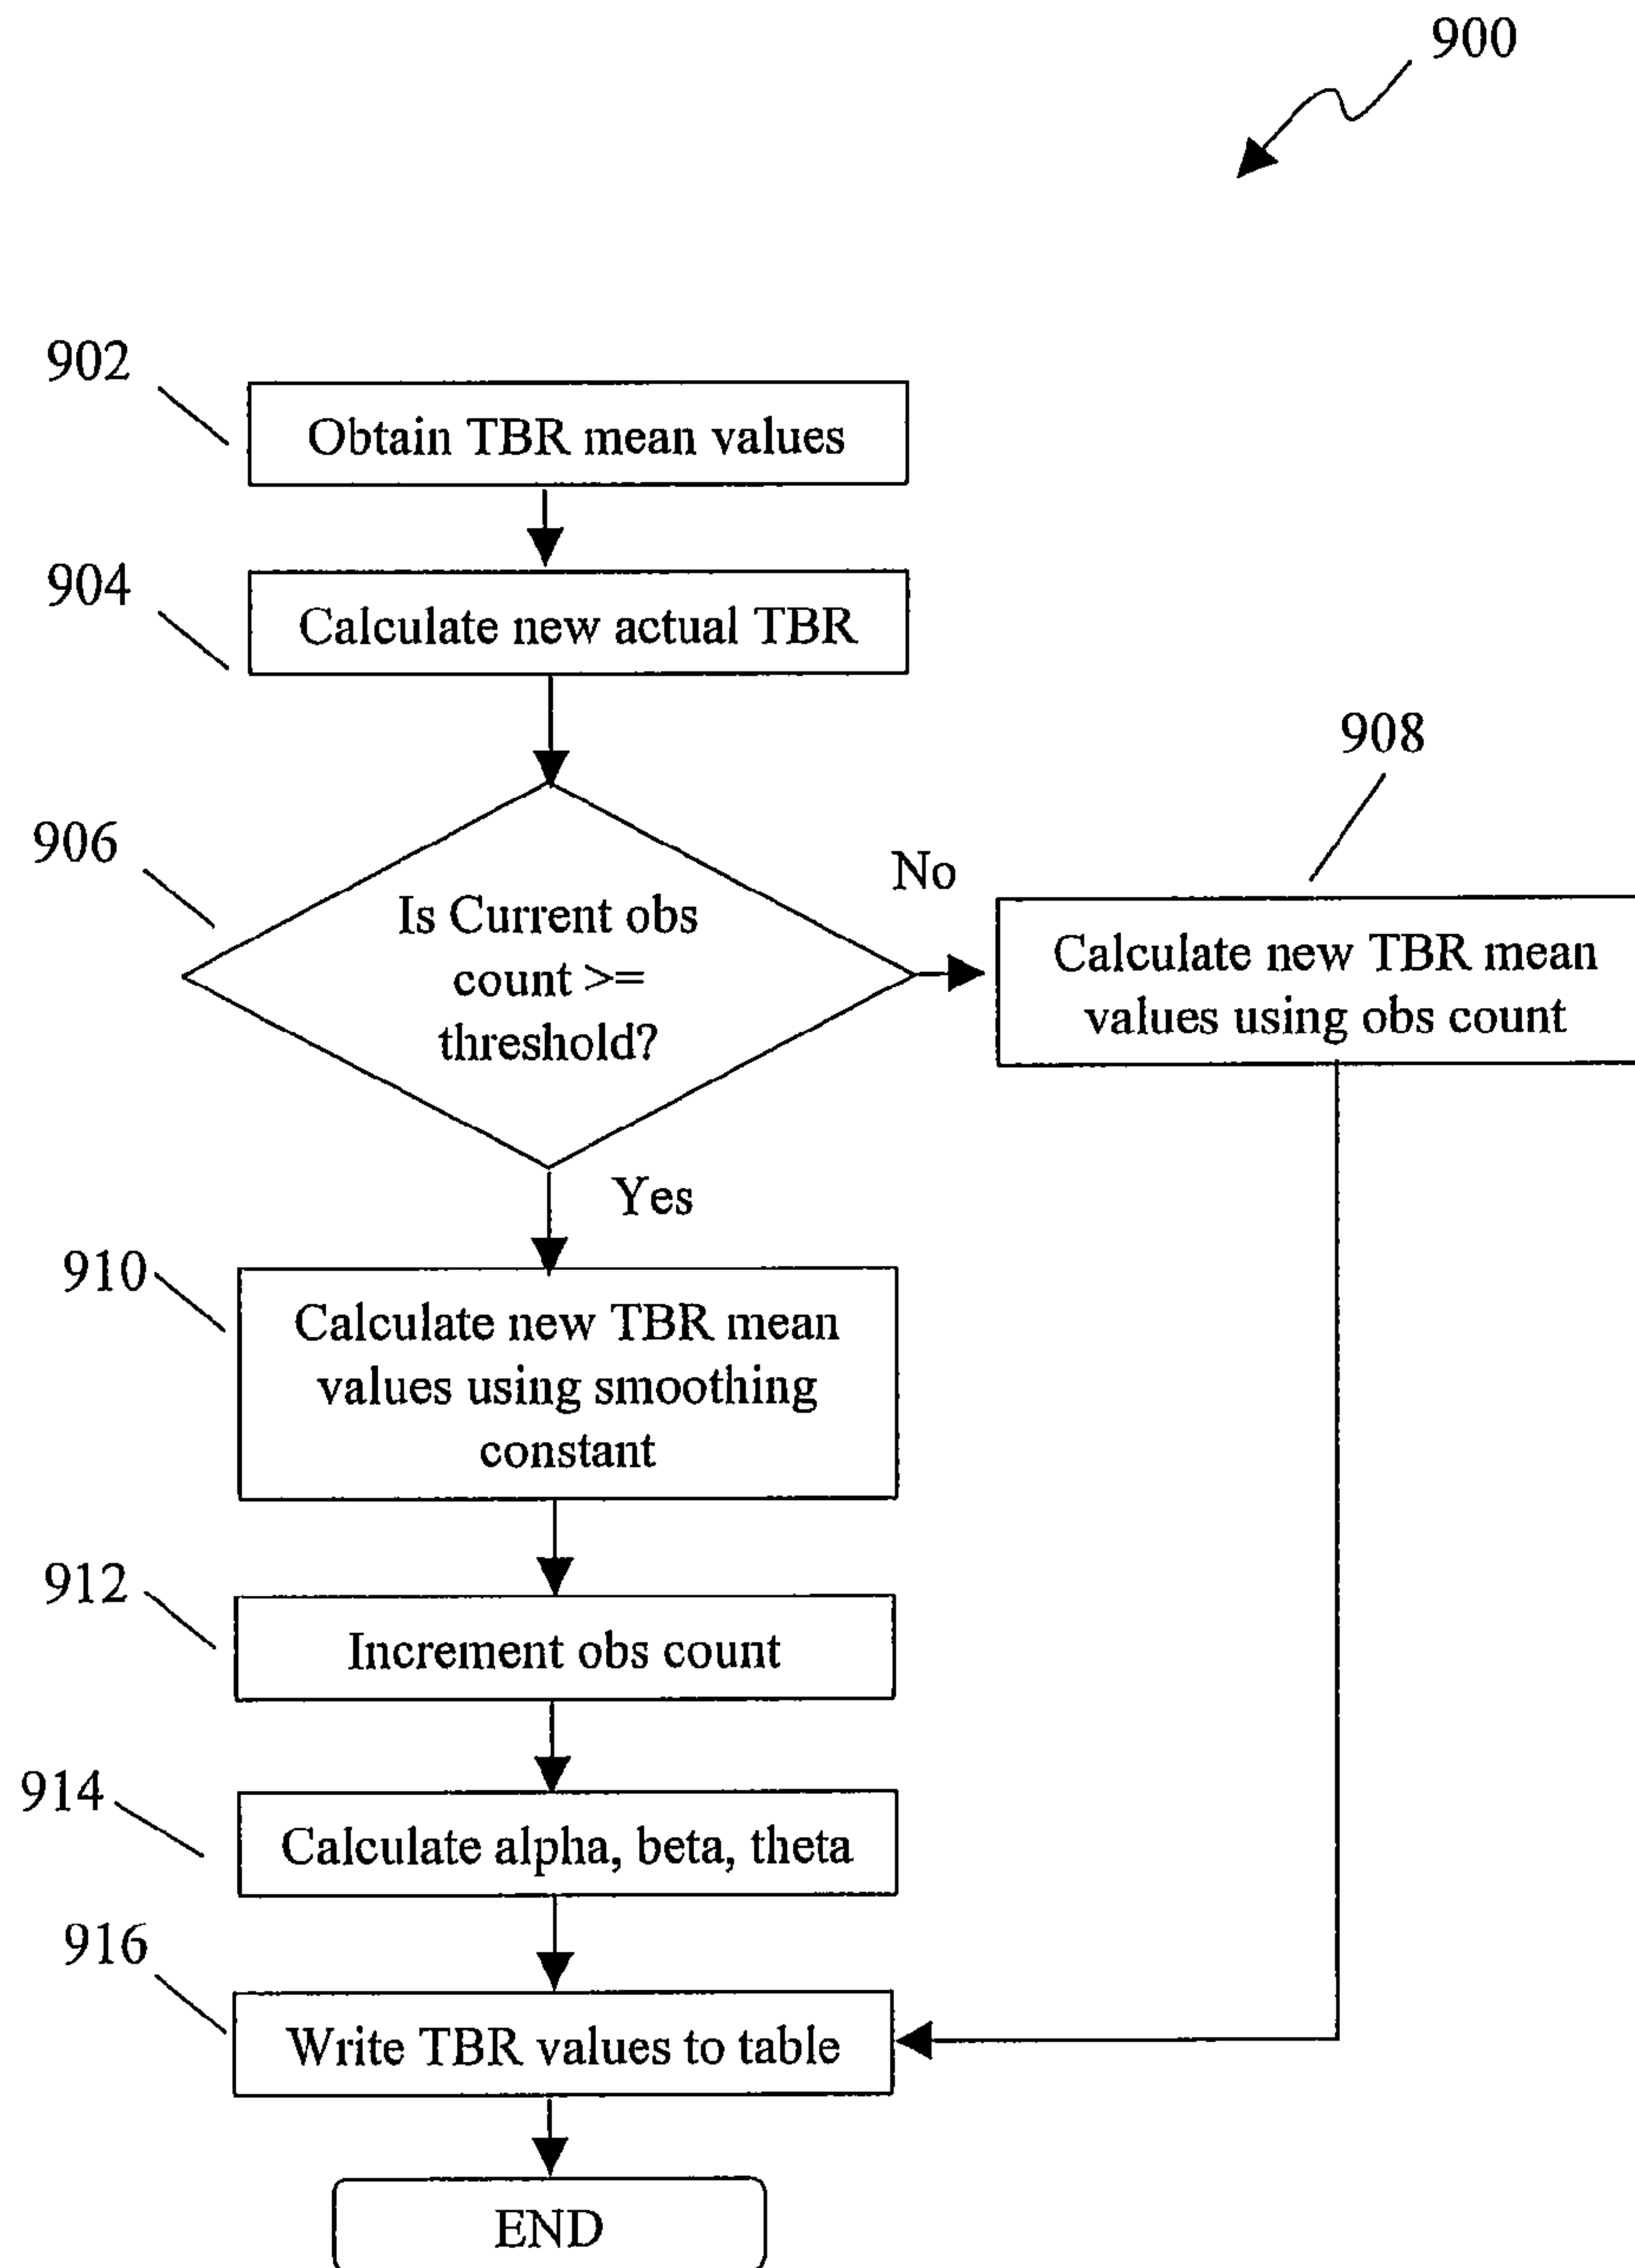 900
902
Obtain TBR mean values
904
Calculate new actual TBR
906
Is Current obs
count >=
threshold?
No
908
Calculate new TBR mean
values using obs count
Yes
910
Calculate new TBR mean
values using smoothing
constant
912
Increment obs count
914
Calculate alpha, beta, theta
916
Write TBR values to table
END